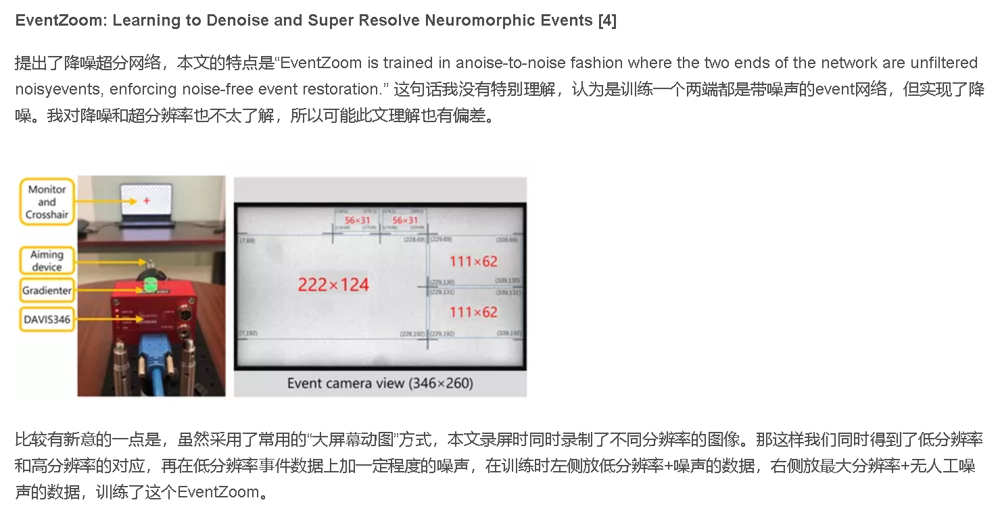 EventZoom: Learning to Denoise and Super Resolve Neuromorphic Events [4]
提出了降噪超分网络，本文的特点是“EventZoom is trained in anoise-to-noise fashion where the two ends of the network are unfiltered
noisyevents, enforcing noise-free event restoration.” 这句话我没有特别理解，认为是训练一个两端都是带噪声的event网络，但实现了降
噪。我对降噪和超分辨率也不太了解，所以可能此文理解也有偏差。
Monitor
and
Crosshair
Aiming
device
Gradienter
DAVIS346
56×31
56×31
(7,69)
(228,69)
(229,69)
(339,69)
111×62
222×124
(229,130)
(339,130)
(229,131)
(339,131)
111×62
(7,192)
(228,192)
(229,192)
(339,192)
Event camera view (346×260)
比较有新意的一点是，虽然采用了常用的“大屏幕动图”方式，本文录屏时同时录制了不同分辨率的图像。那这样我们同时得到了低分辨率
和高分辨率的对应，再在低分辨率事件数据上加一定程度的噪声，在训练时左侧放低分辨率+噪声的数据，右侧放最大分辨率+无人工噪
声的数据，训练了这个EventZoom。